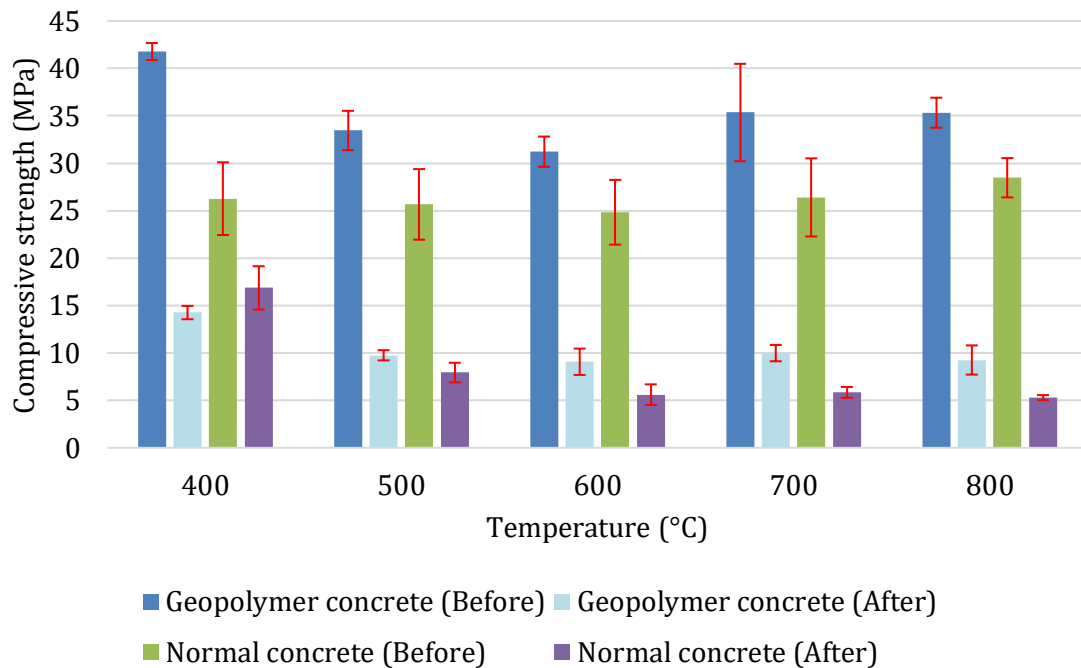 Compressive strength (MPa)
45
40
35
30
25
20
15
10
5
0
400 500 600 700 800
Temperature (°C)
Geopolymer concrete (Before) Geopolymer concrete (After)
Normal concrete (Before) Normal concrete (After)